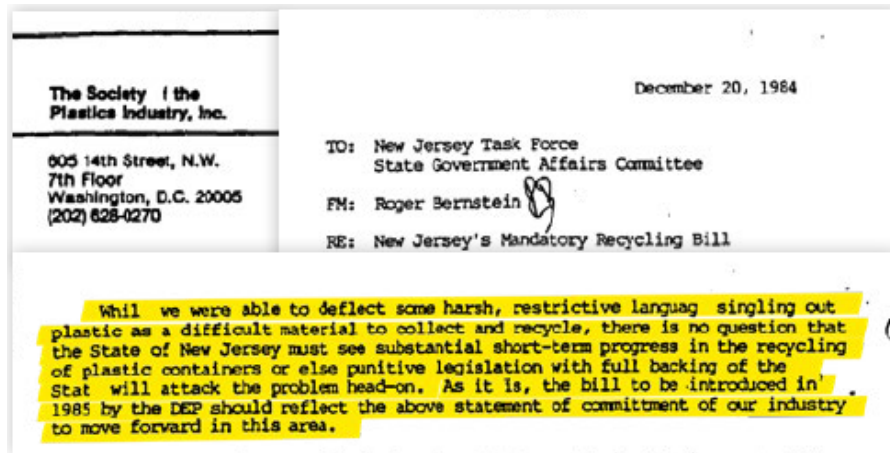 The Society f the
Plastics Industry, Inc.
605 14th Street, N.W.
7th Floor
Washington, D.C. 20005
(202) 628-0270
December 20, 1984
TO: New Jersey Task Force
State Government Affairs Committee
FM: Roger Bernstein
RE: New Jersey's Mandatory Recycling Bill
Whil we were able to deflect some harsh, restrictive languag singling out
plastic as a difficult material to collect and recycle, there is no question that
the State of New Jersey must see substantial short-term progress in the recycling
of plastic containers or else punitive legislation with full backing of the
Stat will attack the problem head-on. As it is, the bill to be introduced in
1985 by the DEP should reflect the above statement of committment of our industry
to move forward in this area.